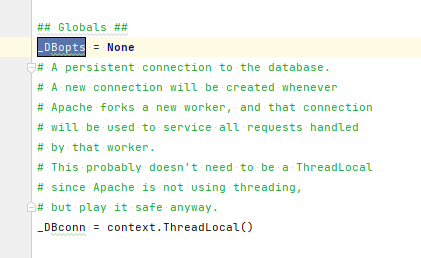 ## Globals ##
_DBopts = None
# A persistent connection to the database.
# A new connection will be created whenever
# Apache forks a new worker, and that connection
# will be used to service all requests handled
# by that worker.
# This probably doesn't need to be a ThreadLocal
# since Apache is not using threading,
# but play it safe anyway.
_DBconn = context.ThreadLocal()